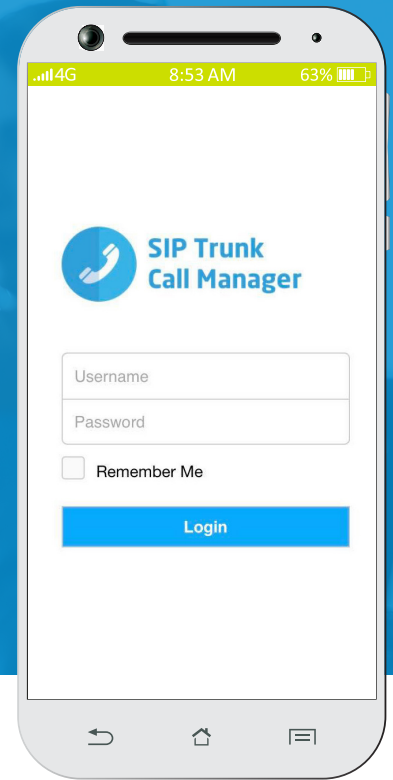 4G 8:53 AM 63%
SIP Trunk
Call Manager
Username
Password
Remember Me
Login